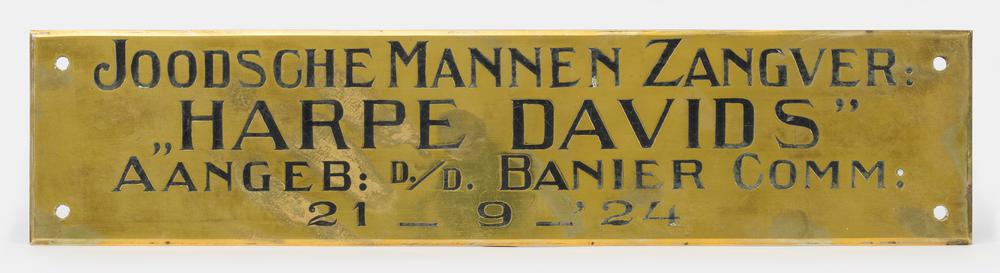 JOODSCHE MANNEN ZANGVER:
„HARPE DAVIDS”
AANGEB: D./D. BANIER COMM:
21 _ 9 _ '24